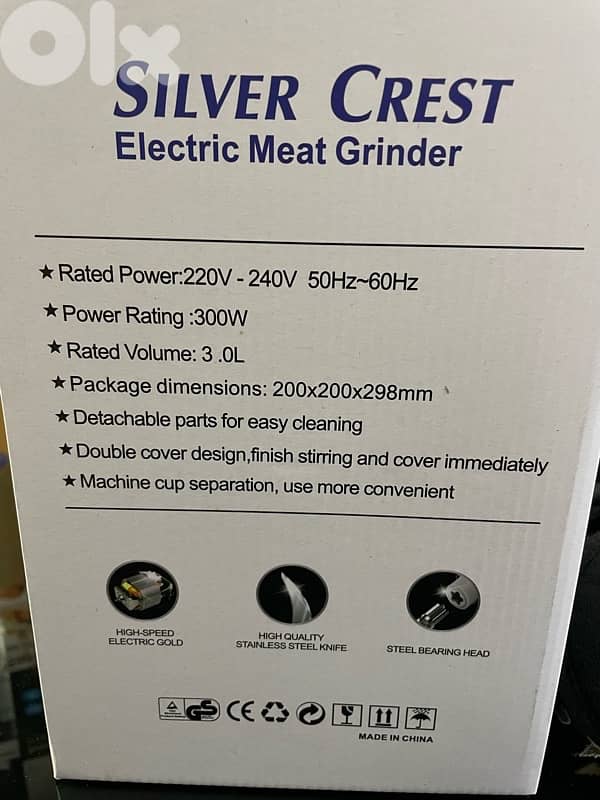 Olx
SILVER CREST
Electric Meat Grinder
★ Rated Power:220V - 240V 50Hz~60Hz
★ Power Rating :300W
★ Rated Volume: 3 .0L
★ Package dimensions: 200x200x298mm
★ Detachable parts for easy cleaning
★ Double cover design,finish stirring and cover immediately
★ Machine cup separation, use more convenient
HIGH-SPEED
ELECTRIC GOLD
HIGH QUALITY
STAINLESS STEEL KNIFE
STEEL BEARING HEAD
GS CE
MADE IN CHINA